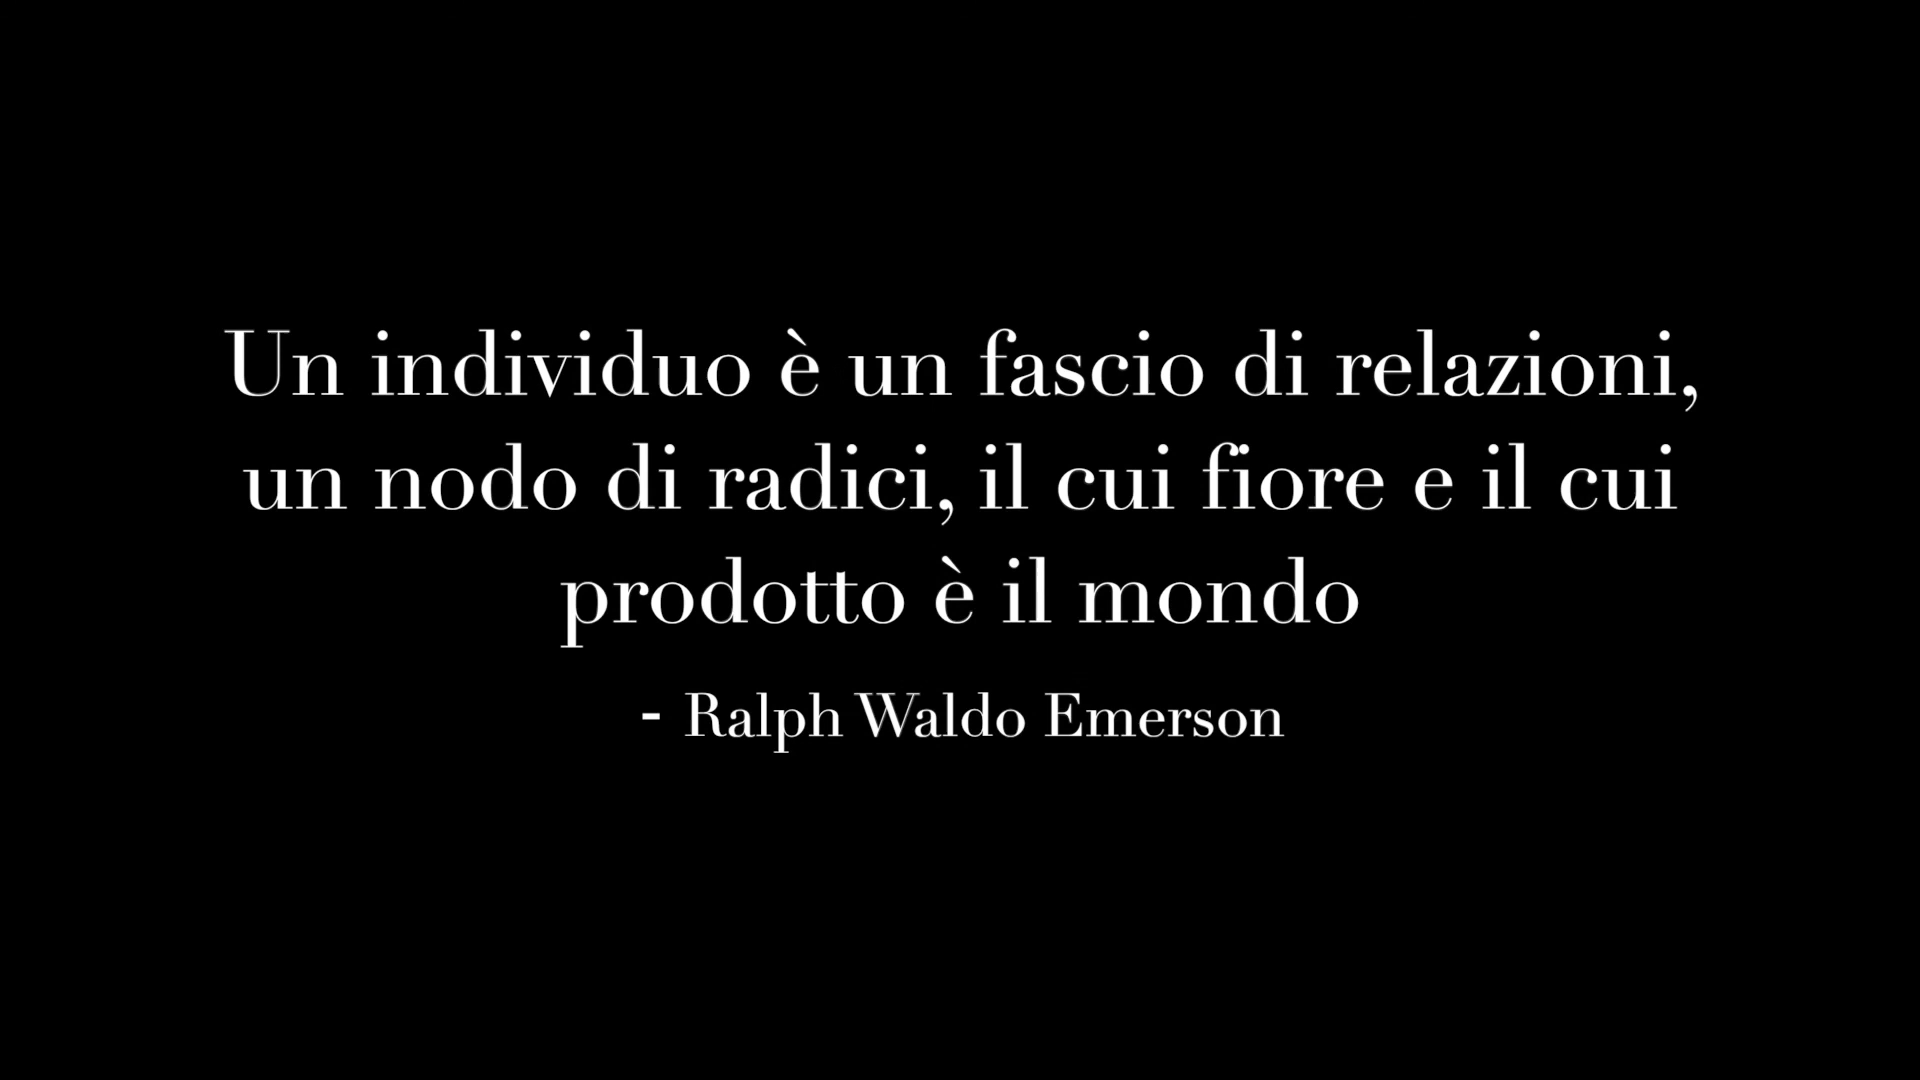 Un individuo è un fascio di relazioni,
un nodo di radici, il cui fiore e il cui
prodotto è il mondo
- Ralph Waldo Emerson